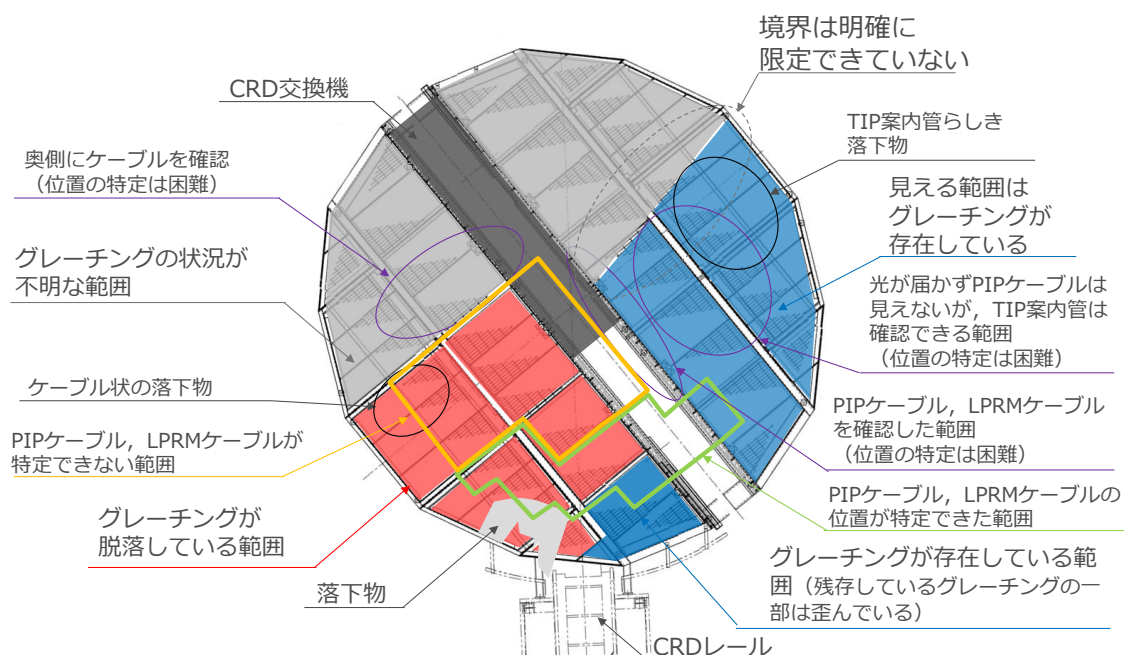 境界は明確に
限定できていない
CRD交換機
TIP案内管らしき
落下物
奥側にケーブルを確認
（位置の特定は困難）
見える範囲は
グレーチングが
存在している
グレーチングの状況が
不明な範囲
光が届かずPIPケーブルは
見えないが，TIP案内管は
確認できる範囲
（位置の特定は困難）
ケーブル状の落下物
PIPケーブル，LPRMケーブル
を確認した範囲
（位置の特定は困難）
PIPケーブル，LPRMケーブルが
特定できない範囲
PIPケーブル，LPRMケーブルの
位置が特定できた範囲
グレーチングが
脱落している範囲
グレーチングが存在している範
囲（残存しているグレーチングの一
部は歪んでいる）
落下物
CRDレール